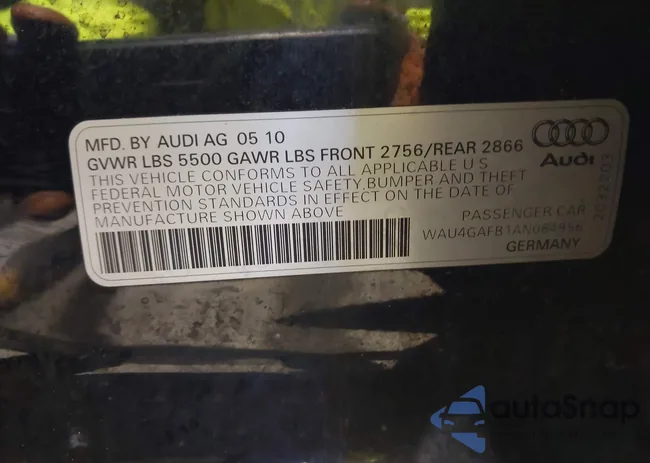 MFD. BY AUDI AG 05 10
GVWR LBS 5500 GAWR LBS FRONT 2756/REAR 2866
THIS VEHICLE CONFORMS TO ALL APPLICABLE U S
FEDERAL MOTOR VEHICLE SAFETY,BUMPER AND THEFT
PREVENTION STANDARDS IN EFFECT ON THE DATE OF
MANUFACTURE SHOWN ABOVE
Audi
PASSENGER CAR
GERMANY
autoSnap